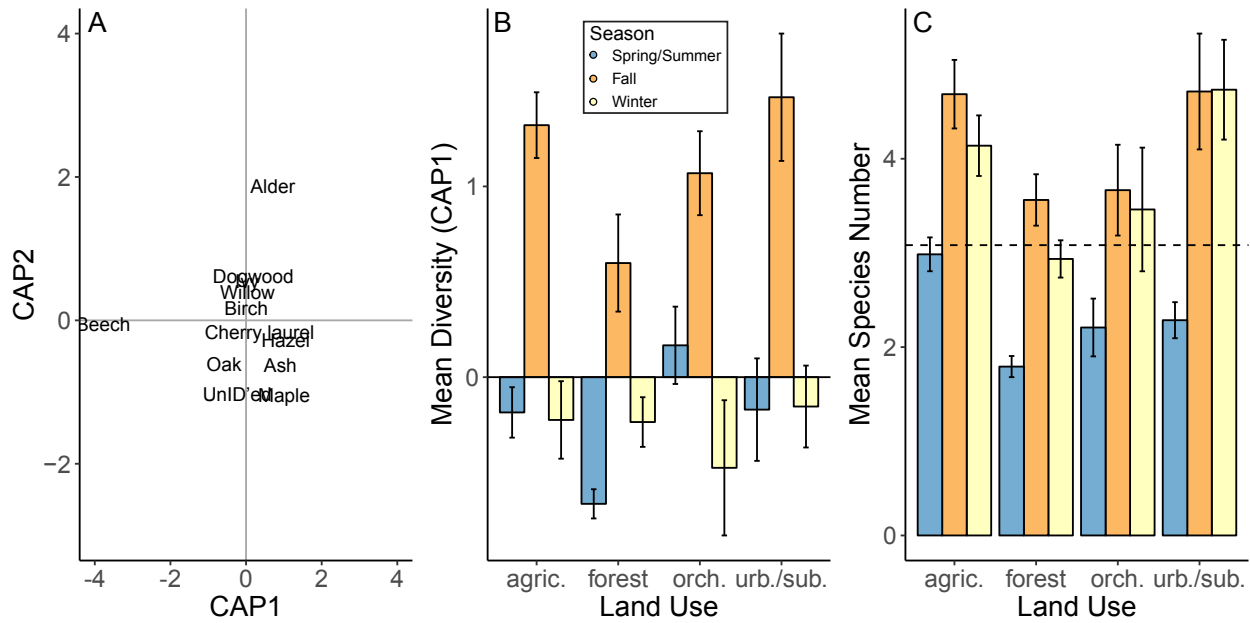 A
4
2
0
−2
CAP2
Alder
Dogwood
Ivy
Willow
Birch
Beech
Cherry laurel
Hazel
Oak
Ash
UnID'ed
Maple
-4
-2
0
2
4
CAP1
B
Season
Spring/Summer
Fall
Winter
Mean Diversity (CAP1)
1
0
agric.
forest
orch.
urb./sub.
Land Use
C
Mean Species Number
4
2
0
agric.
forest
orch.
urb./sub.
Land Use